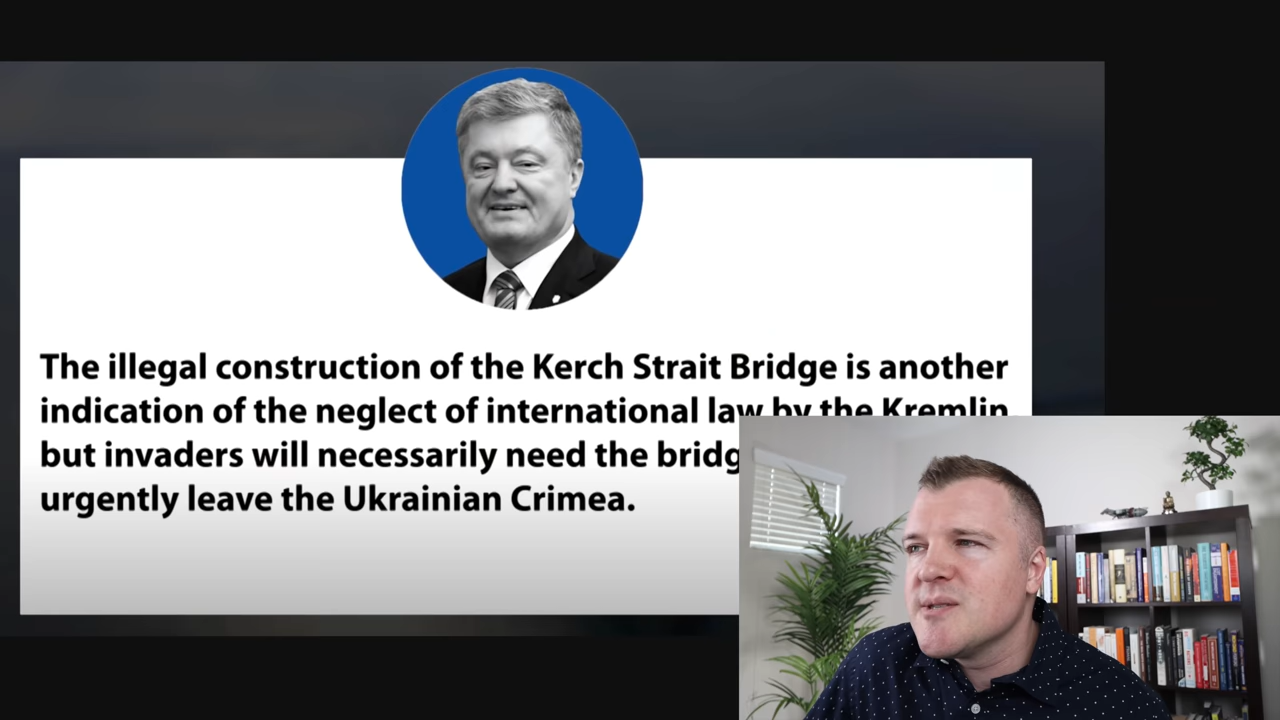 The illegal construction of the Kerch Strait Bridge is another
indication of the neglect of international law by the Kremlin
but invaders will necessarily need the
urgently leave the Ukrainian Crimea.